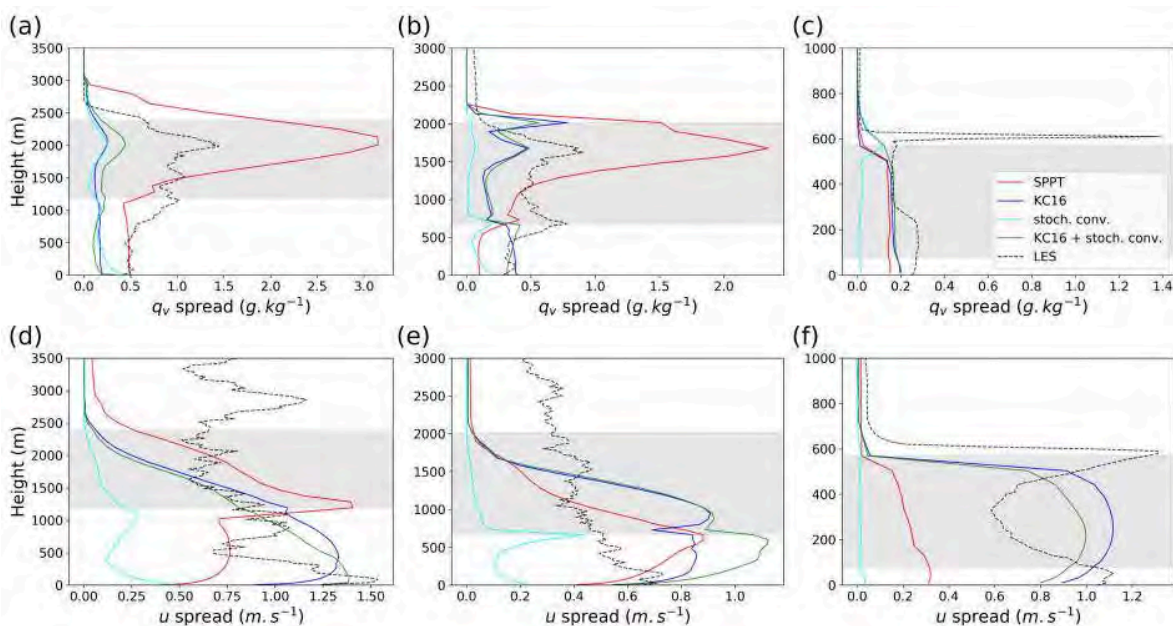 (a)
(b)
(c)
3500
3000
2500
2000
1500
1000
500
0
Height (m)
0.0 0.5 1.0 1.5 2.0 2.5 3.0
q_v spread (g.kg⁻¹)
3000
2500
2000
1500
1000
500
0
0.0 0.5 1.0 1.5 2.0
q_v spread (g.kg⁻¹)
1000
800
600
400
200
0
SPPT
KC16
stoch. conv.
KC16 + stoch. conv.
LES
0.0 0.2 0.4 0.6 0.8 1.0 1.2 1.4
q_v spread (g.kg⁻¹)
(d)
(e)
(f)
3500
3000
2500
2000
1500
1000
500
0
Height (m)
0.00 0.25 0.50 0.75 1.00 1.25 1.50
u spread (m.s⁻¹)
3000
2500
2000
1500
1000
500
0
0.0 0.2 0.4 0.6 0.8 1.0
u spread (m.s⁻¹)
1000
800
600
400
200
0
0.0 0.2 0.4 0.6 0.8 1.0 1.2
u spread (m.s⁻¹)